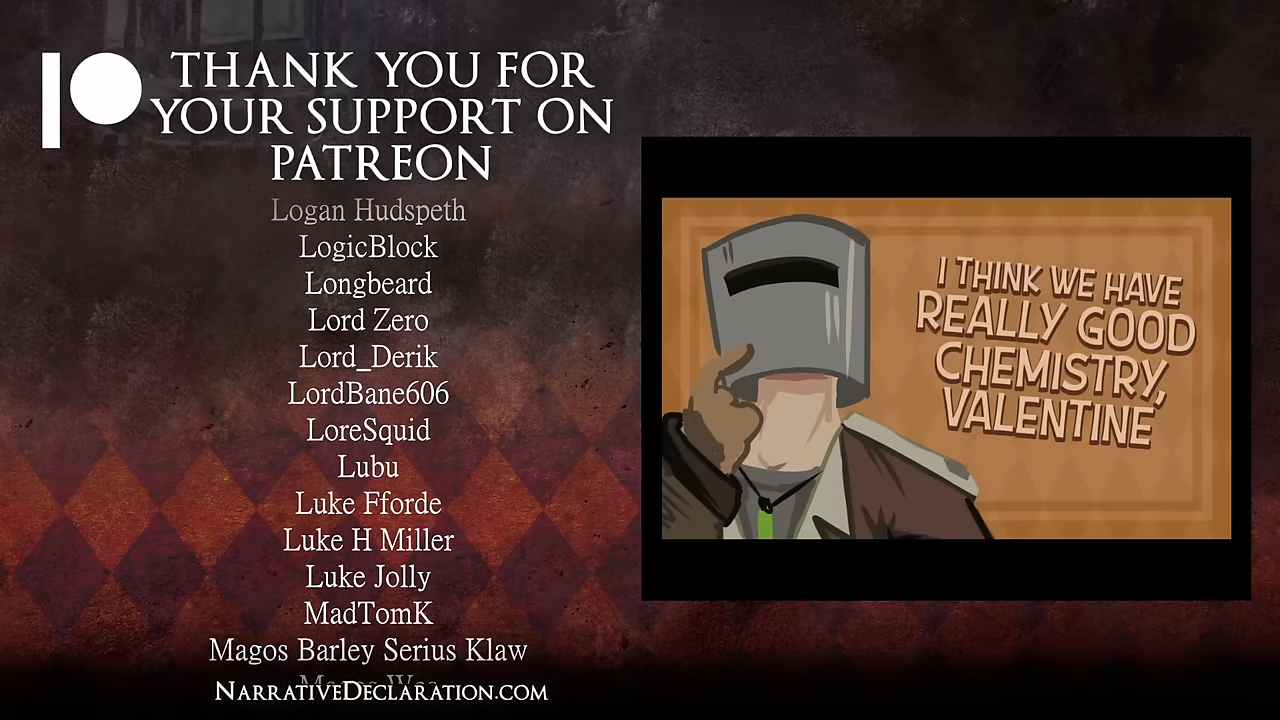 THANK YOU FOR
YOUR SUPPORT ON
PATREON
Logan Hudspeth
LogicBlock
Longbeard
Lord Zero
Lord_Derik
LordBane606
LoreSquid
Lubu
Luke Fforde
Luke H Miller
Luke Jolly
MadTomK
Magos Barley Serius Klaw
NARRATIVEDECLARATION.COM
I THINK WE HAVE
REALLY GOOD
CHEMISTRY,
VALENTINE